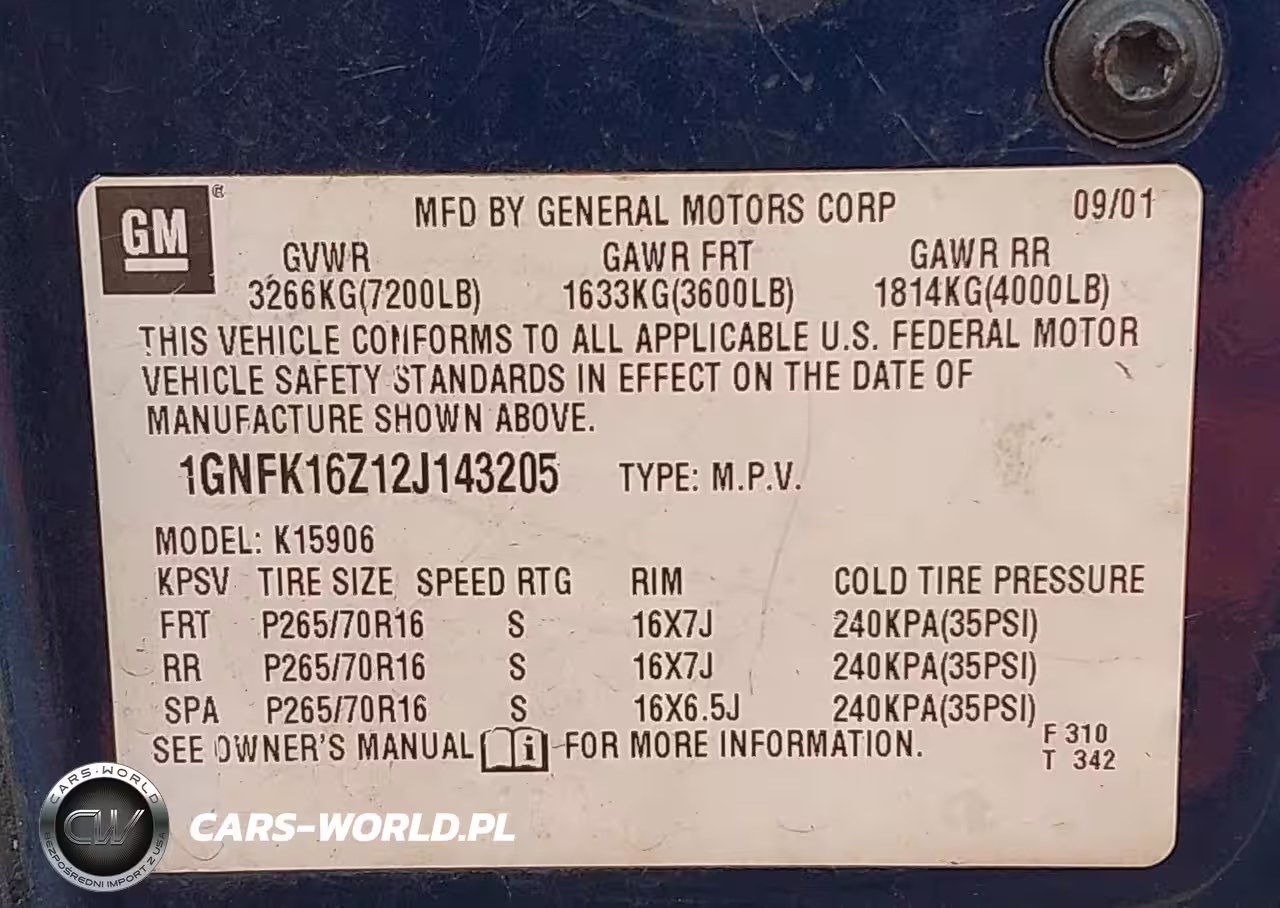 GM
MFD BY GENERAL MOTORS CORP 09/01
GVWR GAWR FRT GAWR RR
3266KG(7200LB) 1633KG(3600LB) 1814KG(4000LB)
THIS VEHICLE CONFORMS TO ALL APPLICABLE U.S. FEDERAL MOTOR
VEHICLE SAFETY STANDARDS IN EFFECT ON THE DATE OF
MANUFACTURE SHOWN ABOVE.
1GNFK16Z12J143205 TYPE: M.P.V.
MODEL: K15906
KPSV TIRE SIZE SPEED RTG RIM COLD TIRE PRESSURE
FRT P265/70R16 S 16X7J 240KPA(35PSI)
RR P265/70R16 S 16X7J 240KPA(35PSI)
SPA P265/70R16 S 16X6.5J 240KPA(35PSI)
SEE OWNER'S MANUAL i FOR MORE INFORMATION.
F 310
T 342
CARS-WORLD
CW
BEZPOŚREDNI IMPORT Z USA
CARS-WORLD.PL